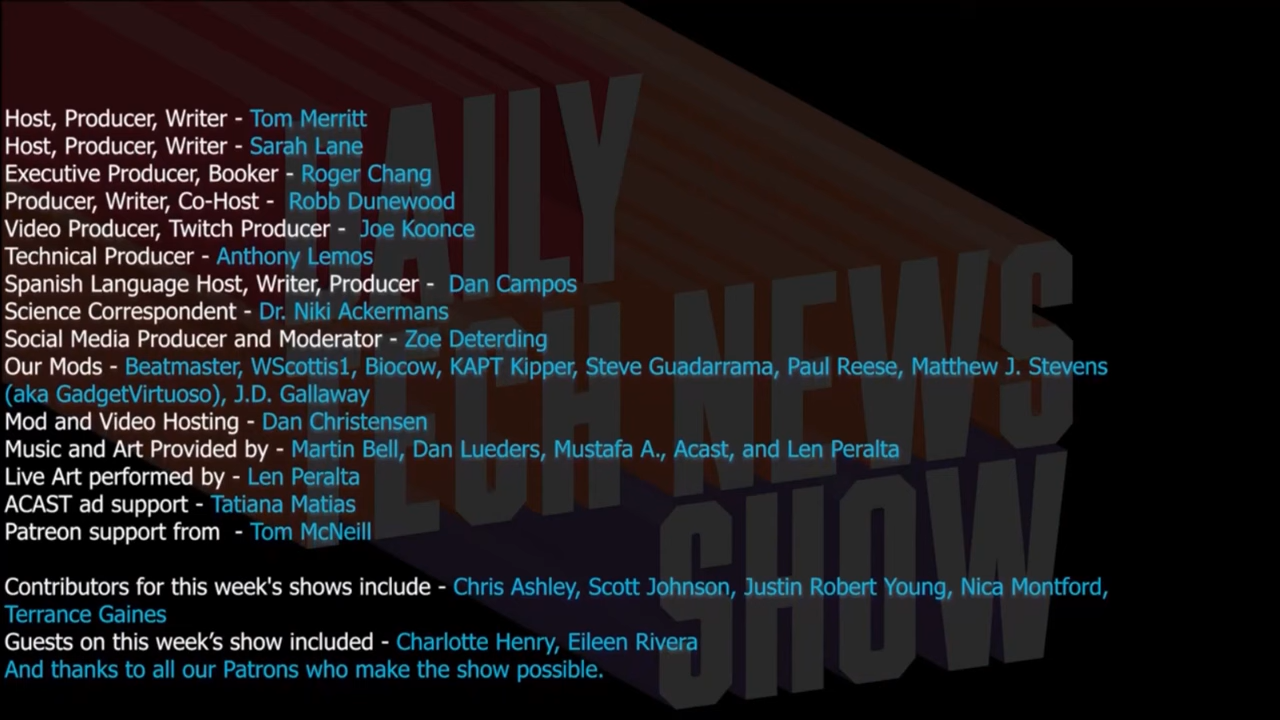 DAILY
TECH NEWS
SHOW
Host, Producer, Writer - Tom Merritt
Host, Producer, Writer - Sarah Lane
Executive Producer, Booker - Roger Chang
Producer, Writer, Co-Host - Robb Dunewood
Video Producer, Twitch Producer - Joe Koonce
Technical Producer - Anthony Lemos
Spanish Language Host, Writer, Producer - Dan Campos
Science Correspondent - Dr. Niki Ackermans
Social Media Producer and Moderator - Zoe Deterding
Our Mods - Beatmaster, WScottis1, Biocow, KAPT Kipper, Steve Guadarrama, Paul Reese, Matthew J. Stevens
(aka GadgetVirtuoso), J.D. Gallaway
Mod and Video Hosting - Dan Christensen
Music and Art Provided by - Martin Bell, Dan Lueders, Mustafa A., Acast, and Len Peralta
Live Art performed by - Len Peralta
ACAST ad support - Tatiana Matias
Patreon support from  - Tom McNeill
Contributors for this week's shows include - Chris Ashley, Scott Johnson, Justin Robert Young, Nica Montford,
Terrance Gaines
Guests on this week’s show included - Charlotte Henry, Eileen Rivera
And thanks to all our Patrons who make the show possible.